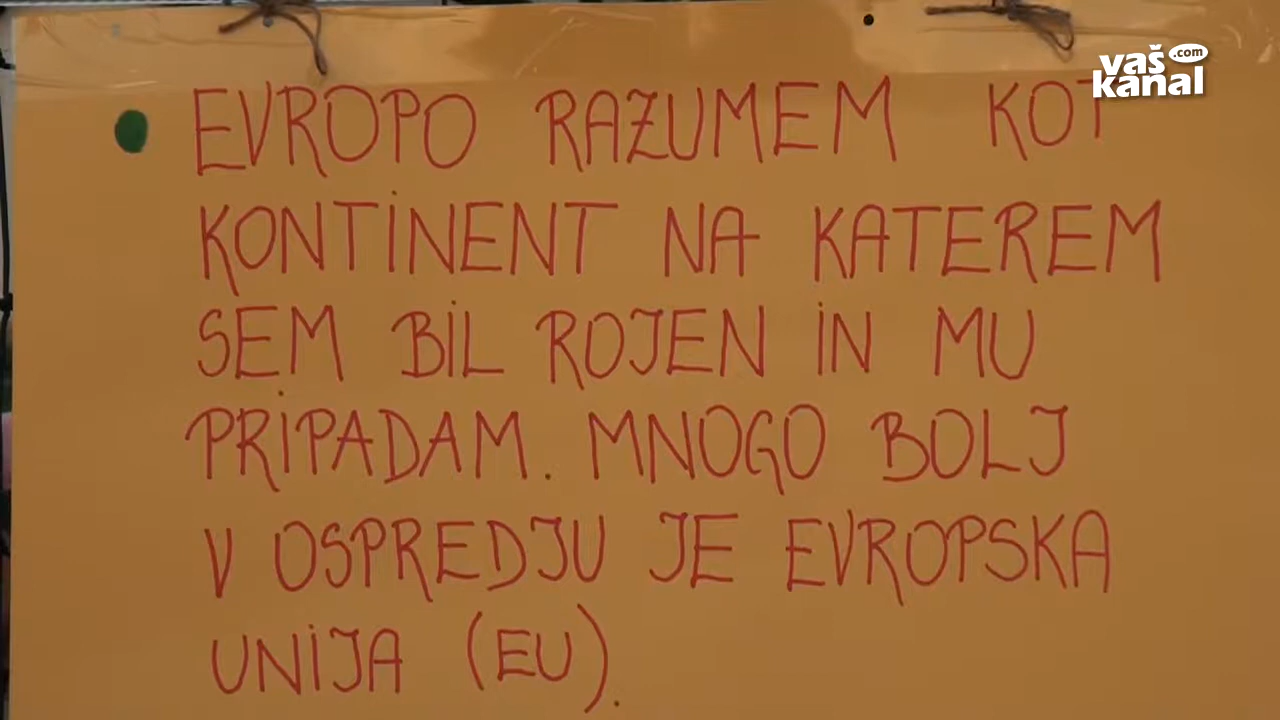 vaš .com
kanal
EVROPO RAZUMEM KOT
KONTINENT NA KATEREM
SEM BIL ROJEN IN MU
PRIPADAM. MNOGO BOLJ
V OSPREDJU JE EVROPSKA
UNIJA (EU).